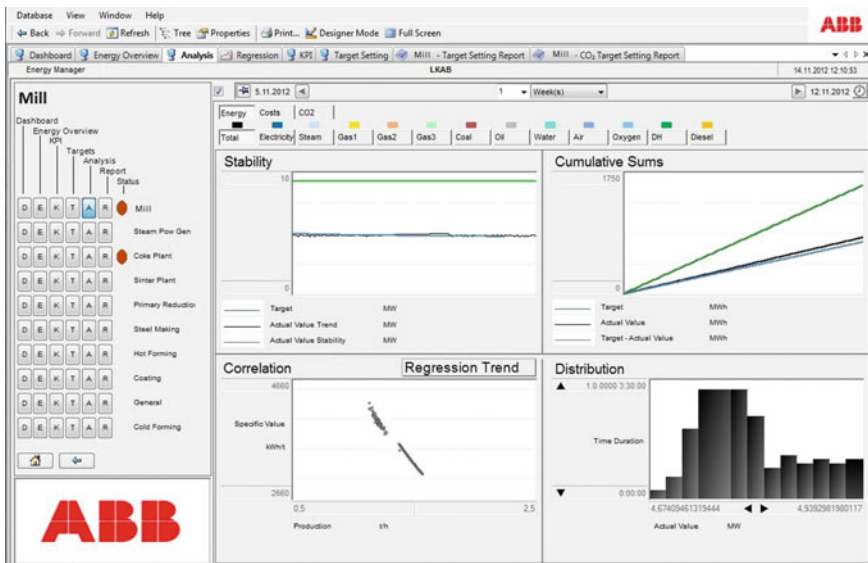 Database View Window Help
Back Forward Refresh Tree Properties Print... Designer Mode Full Screen
ABB
Dashboard Energy Overview Analysis Regression KPI Target Setting Mill - Target Setting Report Mill - CO₂ Target Setting Report
Energy Manager LKAB 14.11.2012 12:10:53
Mill
5.11.2012 1 Week(s) 12.11.2012
Energy Costs CO2
Total Electricity Steam Gas1 Gas2 Gas3 Coal Oil Water Air Oxygen DH Diesel
Dashboard
Energy Overview
KPI
Targets
Analysis
Report
Status
D E K T A R Mill
D E K T A R Steam Pow Gen
D E K T A R Coke Plant
D E K T A R Sinter Plant
D E K T A R Primary Reductio
D E K T A R Steel Making
D E K T A R Hot Forming
D E K T A R Coating
D E K T A R General
D E K T A R Cold Forming
ABB
Stability
10
0
Target MW
Actual Value Trend MW
Actual Value Stability MW
Cumulative Sums
1750
0
Target MWh
Actual Value MWh
Target - Actual Value MWh
Correlation Regression Trend
4660
Specific Value
kWh/t
2660
0.5 2.5
Production t/h
Distribution
1.0.0000 3:30:00
Time Duration
0:00:00
4,67409461319444 4,9392981980117
Actual Value MW